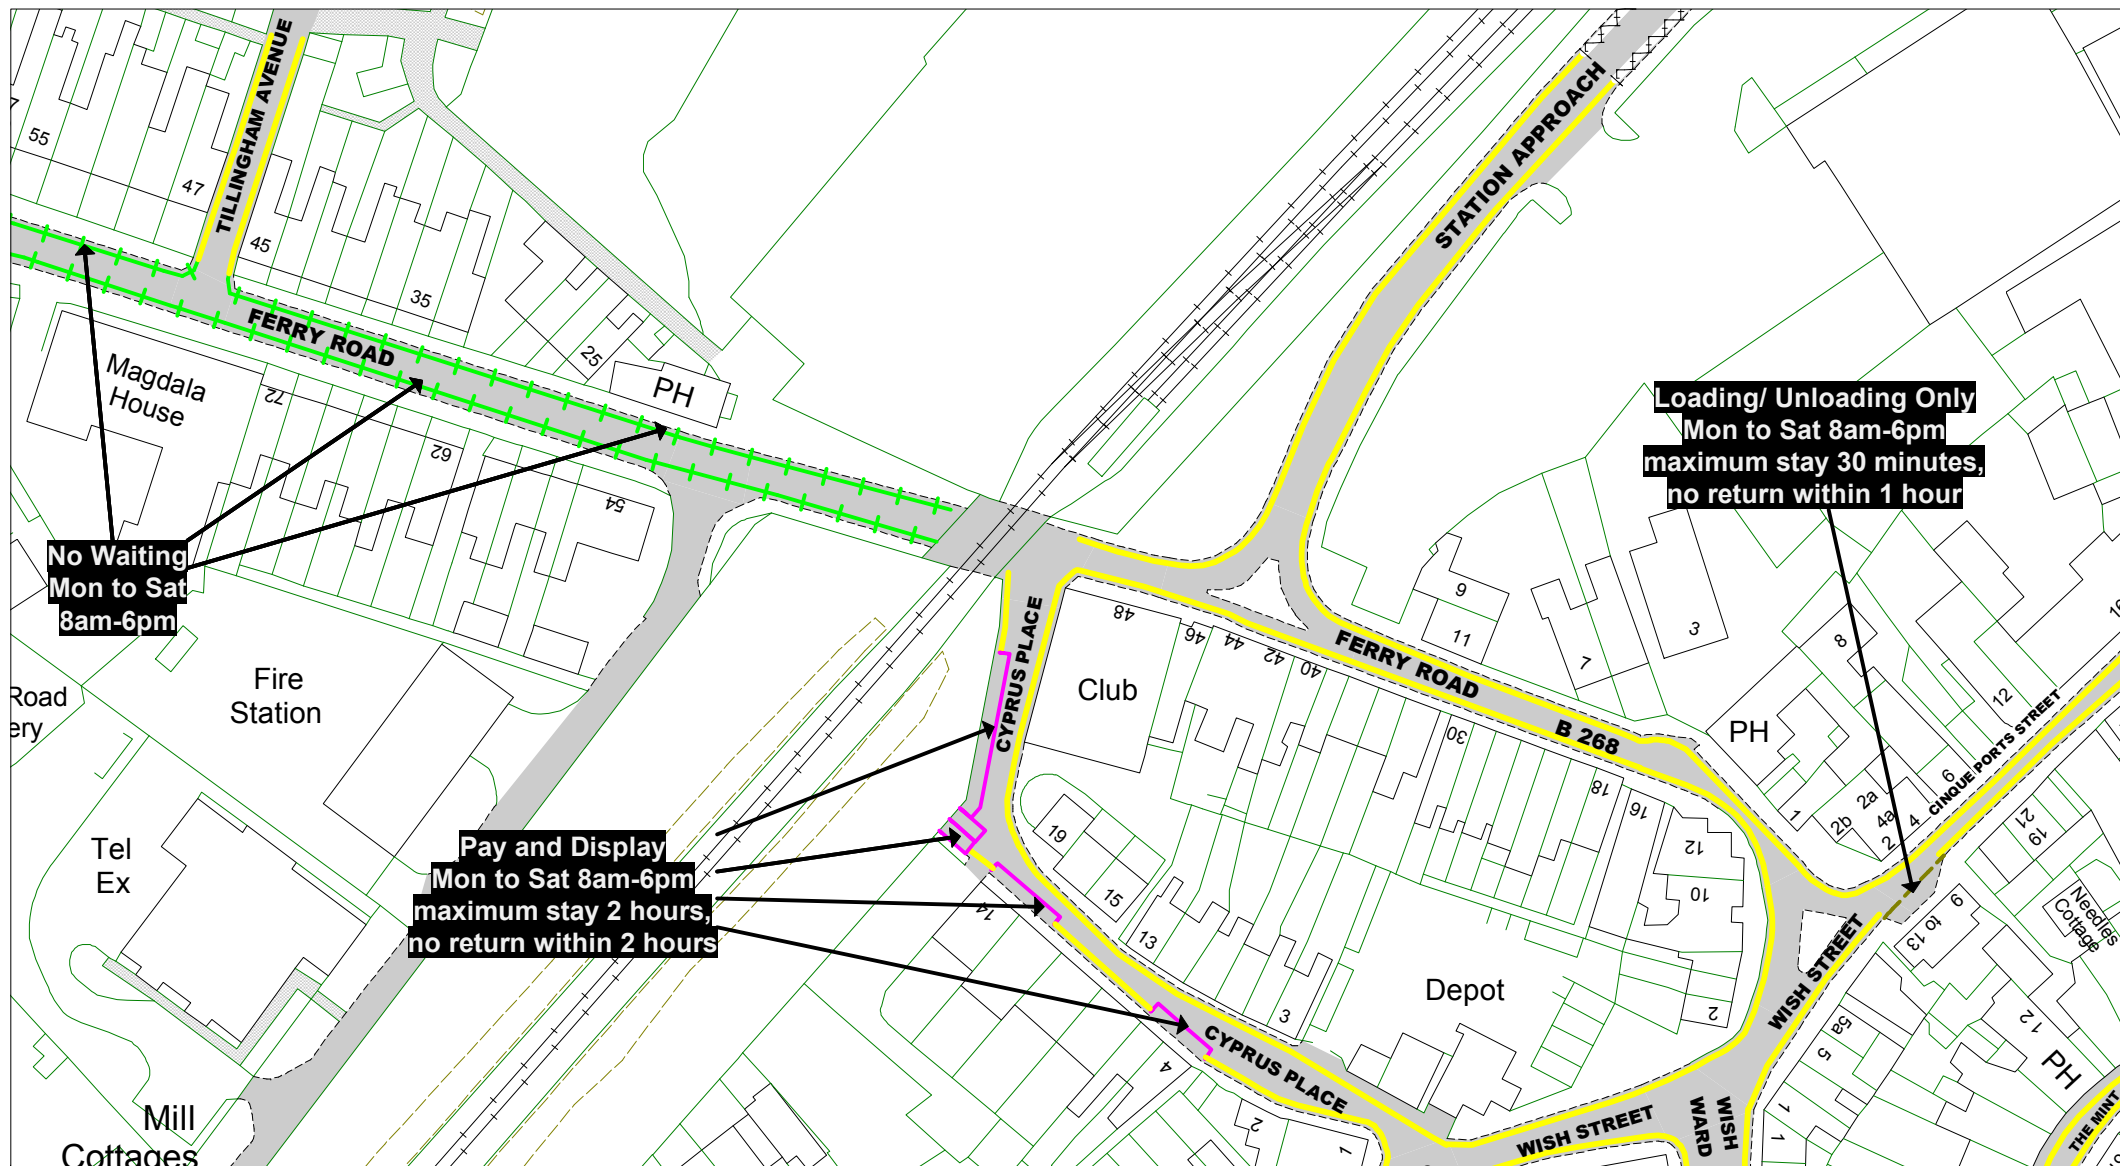 TILLINGHAM AVENUE
STATION APPROACH
55
47
45
35
25
FERRY ROAD
PH
Magdala
House
72
62
54
Loading/ Unloading Only
Mon to Sat 8am-6pm
maximum stay 30 minutes,
no return within 1 hour
No Waiting
Mon to Sat
8am-6pm
Fire
Station
Road
ery
CYPRUS PLACE
Club
48
46
44
42
40
FERRY ROAD
B 268
30
18
16
12
10
2
9
11
7
3
8
12
16
PH
1
2b
2a
4a
2
4
6
CINQUE PORTS STREET
21
19
Needles
Cottage
9
to 13
Tel
Ex
Pay and Display
Mon to Sat 8am-6pm
maximum stay 2 hours,
no return within 2 hours
14
19
15
13
3
Depot
WISH STREET
5a
5
12
PH
CYPRUS PLACE
4
2
1
WISH STREET
WISH
WARD
1
1
THE MINT
Mill
Cottages